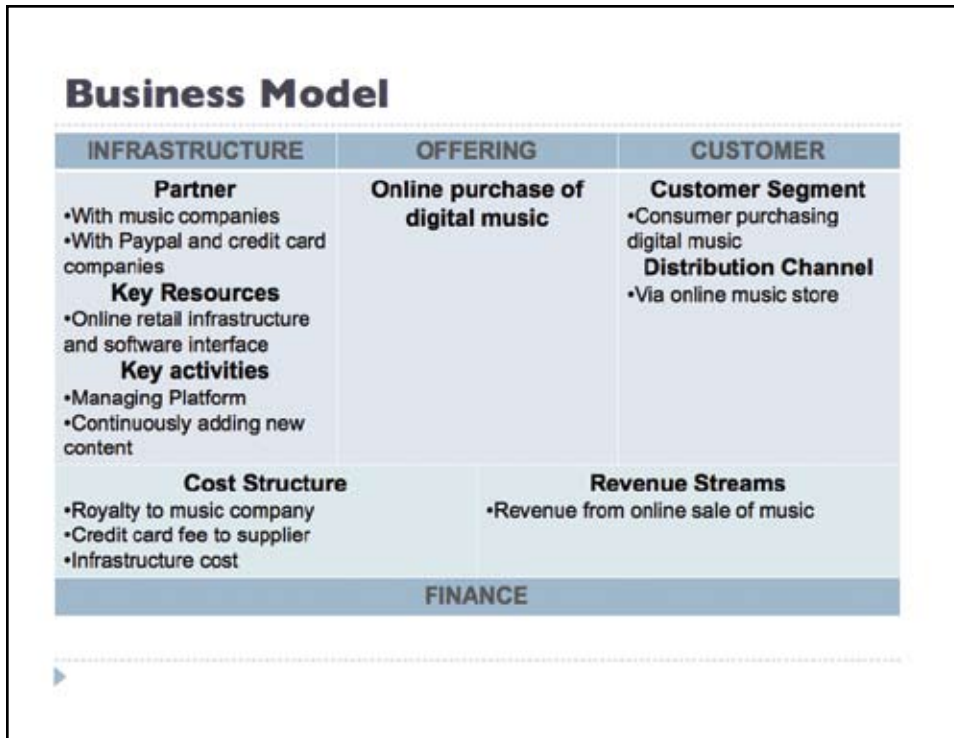 Business Model
INFRASTRUCTURE
OFFERING
CUSTOMER
Partner
•With music companies
•With Paypal and credit card
companies
Key Resources
•Online retail infrastructure
and software interface
Key activities
•Managing Platform
•Continuously adding new
content
Online purchase of
digital music
Customer Segment
•Consumer purchasing
digital music
Distribution Channel
•Via online music store
Cost Structure
•Royalty to music company
•Credit card fee to supplier
•Infrastructure cost
Revenue Streams
•Revenue from online sale of music
FINANCE